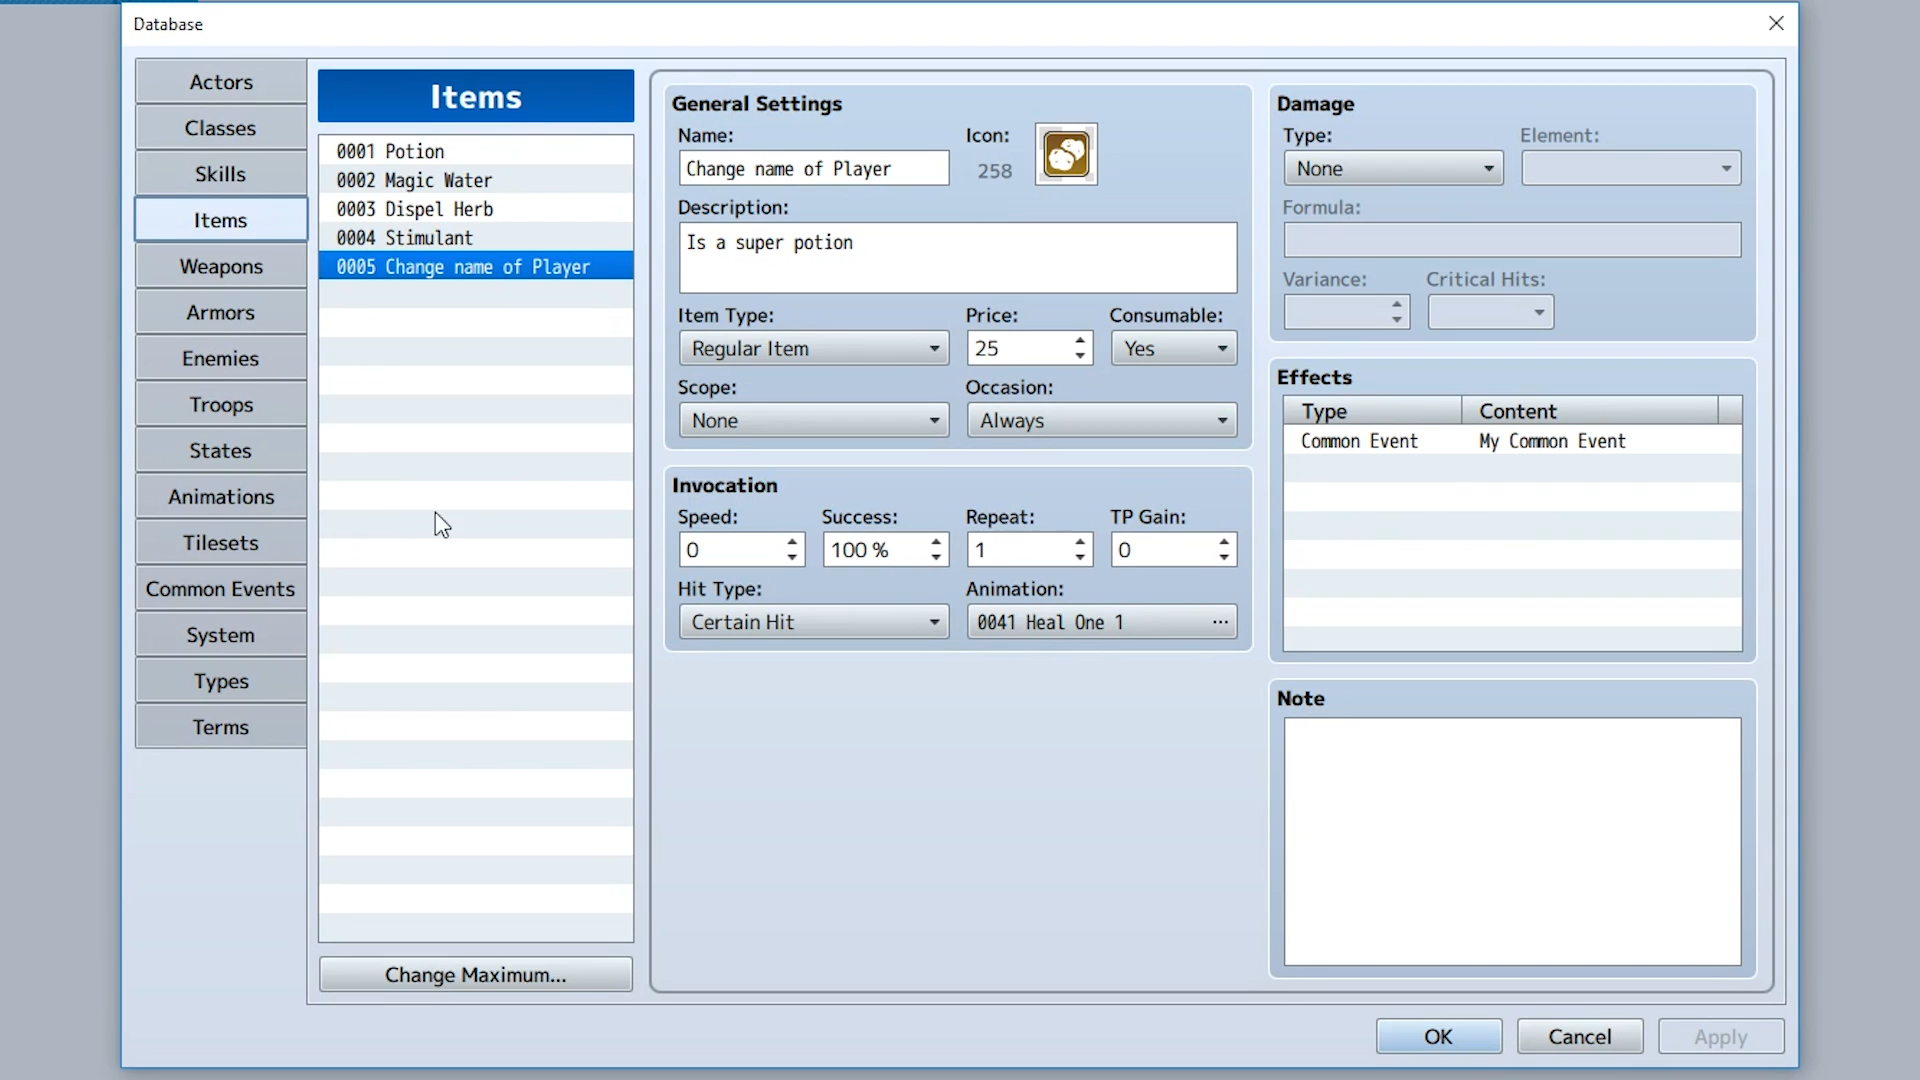 Database
Actors
Classes
Skills
Items
Weapons
Armors
Enemies
Troops
States
Animations
Tilesets
Common Events
System
Types
Terms
Items
0001 Potion
0002 Magic Water
0003 Dispel Herb
0004 Stimulant
0005 Change name of Player
Change Maximum...
General Settings
Name: Icon:
Change name of Player 258
Description:
Is a super potion
Item Type: Price: Consumable:
Regular Item 25 Yes
Scope: Occasion:
None Always
Invocation
Speed: Success: Repeat: TP Gain:
0 100 % 1 0
Hit Type: Animation:
Certain Hit 0041 Heal One 1 ...
Damage
Type: Element:
None
Formula:
Variance: Critical Hits:
Effects
Type Content
Common Event My Common Event
Note
OK Cancel Apply